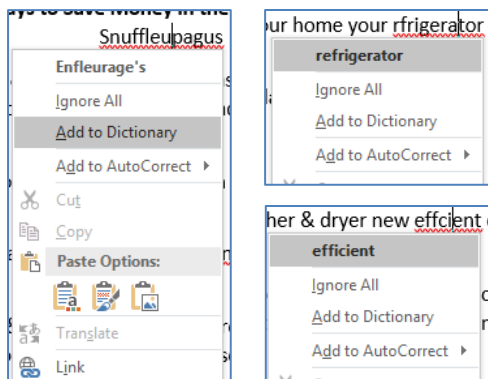 ays to Save Money in the
Snuffleupagus
Enfleurage's
Ignore All
Add to Dictionary
Add to AutoCorrect
Cut
Copy
Paste Options:
Translate
Link
our home your rfrigerator
refrigerator
Ignore All
Add to Dictionary
Add to AutoCorrect
her & dryer new effcient
efficient
Ignore All
Add to Dictionary
Add to AutoCorrect